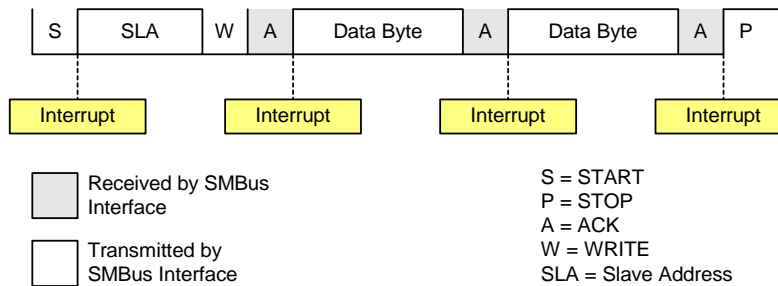 S SLA W A Data Byte A Data Byte A P
Interrupt Interrupt Interrupt Interrupt
Received by SMBus
Interface
Transmitted by
SMBus Interface
S = START
P = STOP
A = ACK
W = WRITE
SLA = Slave Address